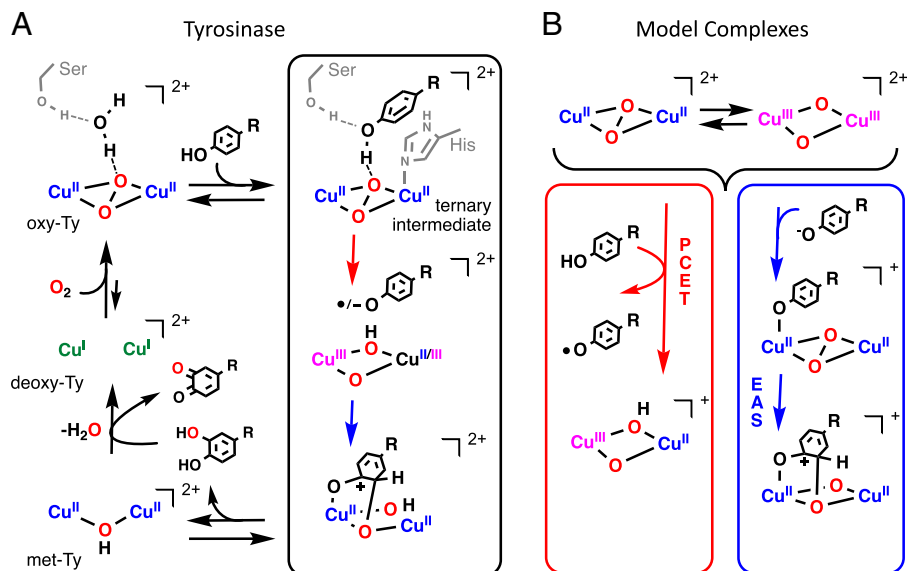 A
Tyrosinase
Ser
O
H
H
O
H
2+
HO
R
Cu^II
O
Cu^II
O
oxy-Ty
O2
2+
Cu^I
Cu^I
deoxy-Ty
O
O
R
-H2O
HO
HO
R
2+
Cu^II
Cu^II
O
H
met-Ty
Ser
O
H
R
2+
O
H
HN
N
His
Cu^II
O
Cu^II
O
ternary
intermediate
•/–O
R
2+
H
O
Cu^III
Cu^II/III
O
R
2+
H
O
+
Cu^II
O
H
O
Cu^II
B
Model Complexes
2+
Cu^II
O
Cu^II
O
2+
Cu^III
O
Cu^III
O
HO
R
PCET
•O
R
+
H
O
Cu^III
Cu^II
O
-O
R
+
R
O
Cu^II
O
Cu^II
O
EAS
+
R
O
H
+
Cu^II
O
Cu^II
O